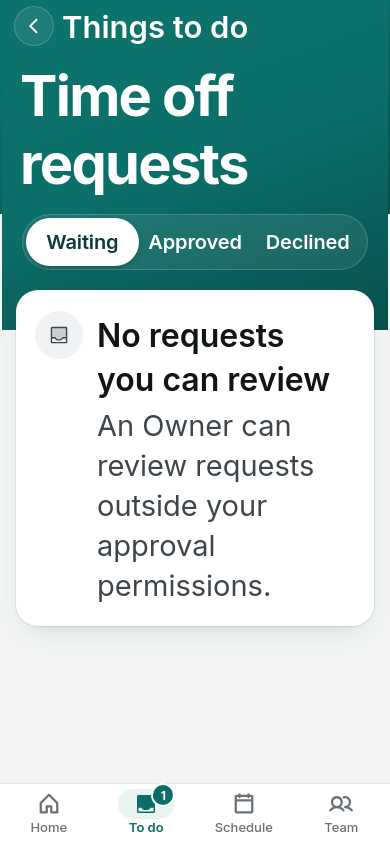 Things to do
Time off
requests
Waiting Approved Declined
No requests
you can review
An Owner can
review requests
outside your
approval
permissions.
1
Home To do Schedule Team